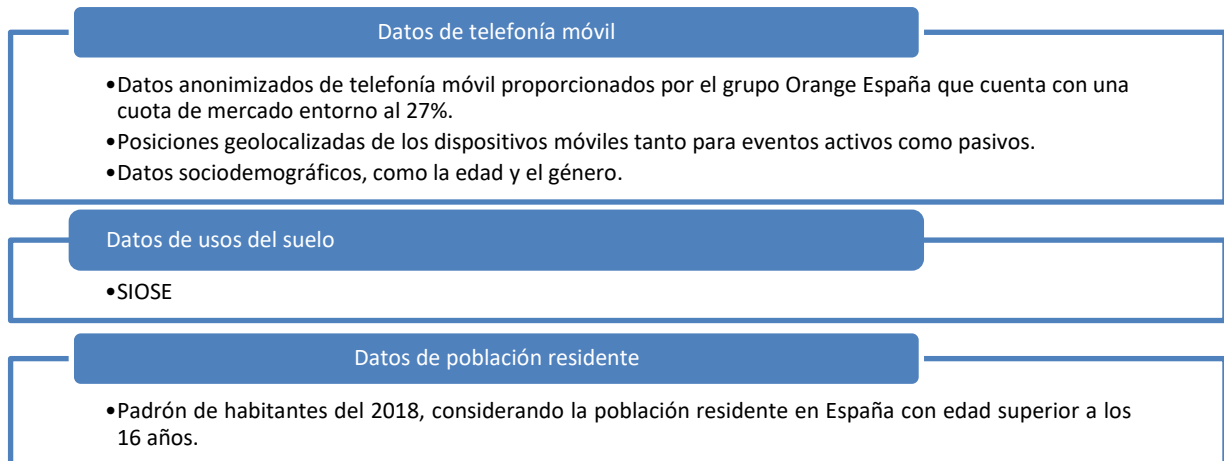 Datos de telefonía móvil
•Datos anonimizados de telefonía móvil proporcionados por el grupo Orange España que cuenta con una
cuota de mercado entorno al 27%.
•Posiciones geolocalizadas de los dispositivos móviles tanto para eventos activos como pasivos.
•Datos sociodemográficos, como la edad y el género.
Datos de usos del suelo
•SIOSE
Datos de población residente
•Padrón de habitantes del 2018, considerando la población residente en España con edad superior a los
16 años.